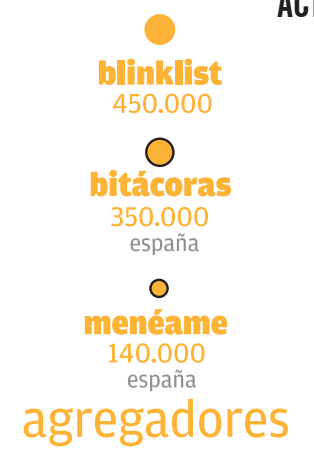 blinklist
450.000
bitácoras
350.000
españa
menéame
140.000
españa
agregadores